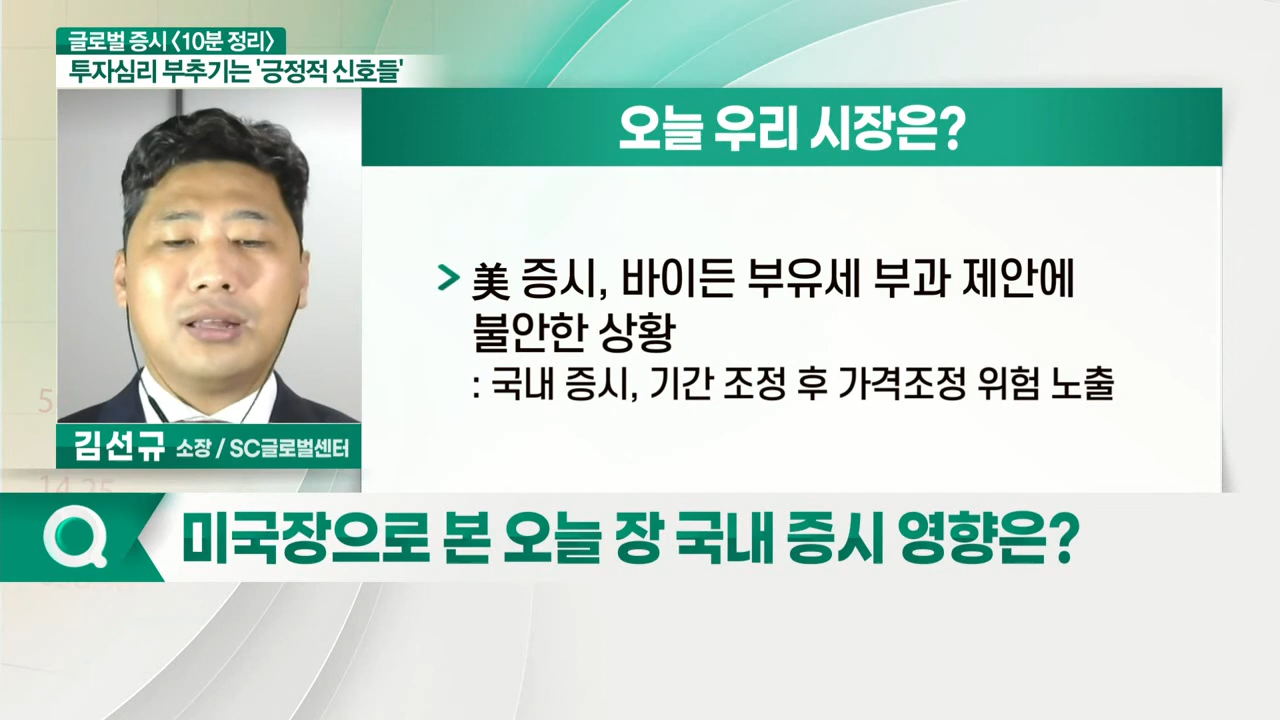 글로벌 증시 <10분 정리>
투자심리 부추기는 '긍정적 신호들'
오늘 우리 시장은?
美 증시, 바이든 부유세 부과 제안에
불안한 상황
: 국내 증시, 기간 조정 후 가격조정 위험 노출
김선규 소장 / SC글로벌센터
미국장으로 본 오늘 장 국내 증시 영향은?